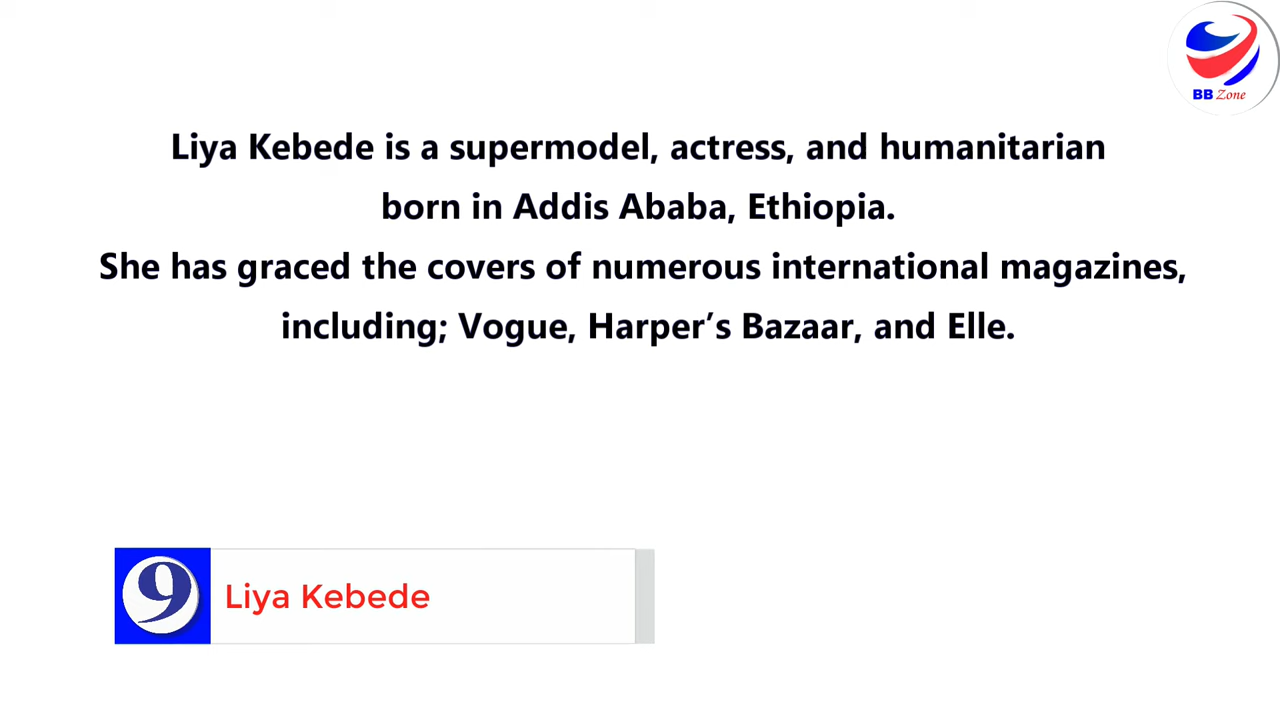 BB Zone
Liya Kebede is a supermodel, actress, and humanitarian
born in Addis Ababa, Ethiopia.
She has graced the covers of numerous international magazines,
including; Vogue, Harper’s Bazaar, and Elle.
9 Liya Kebede